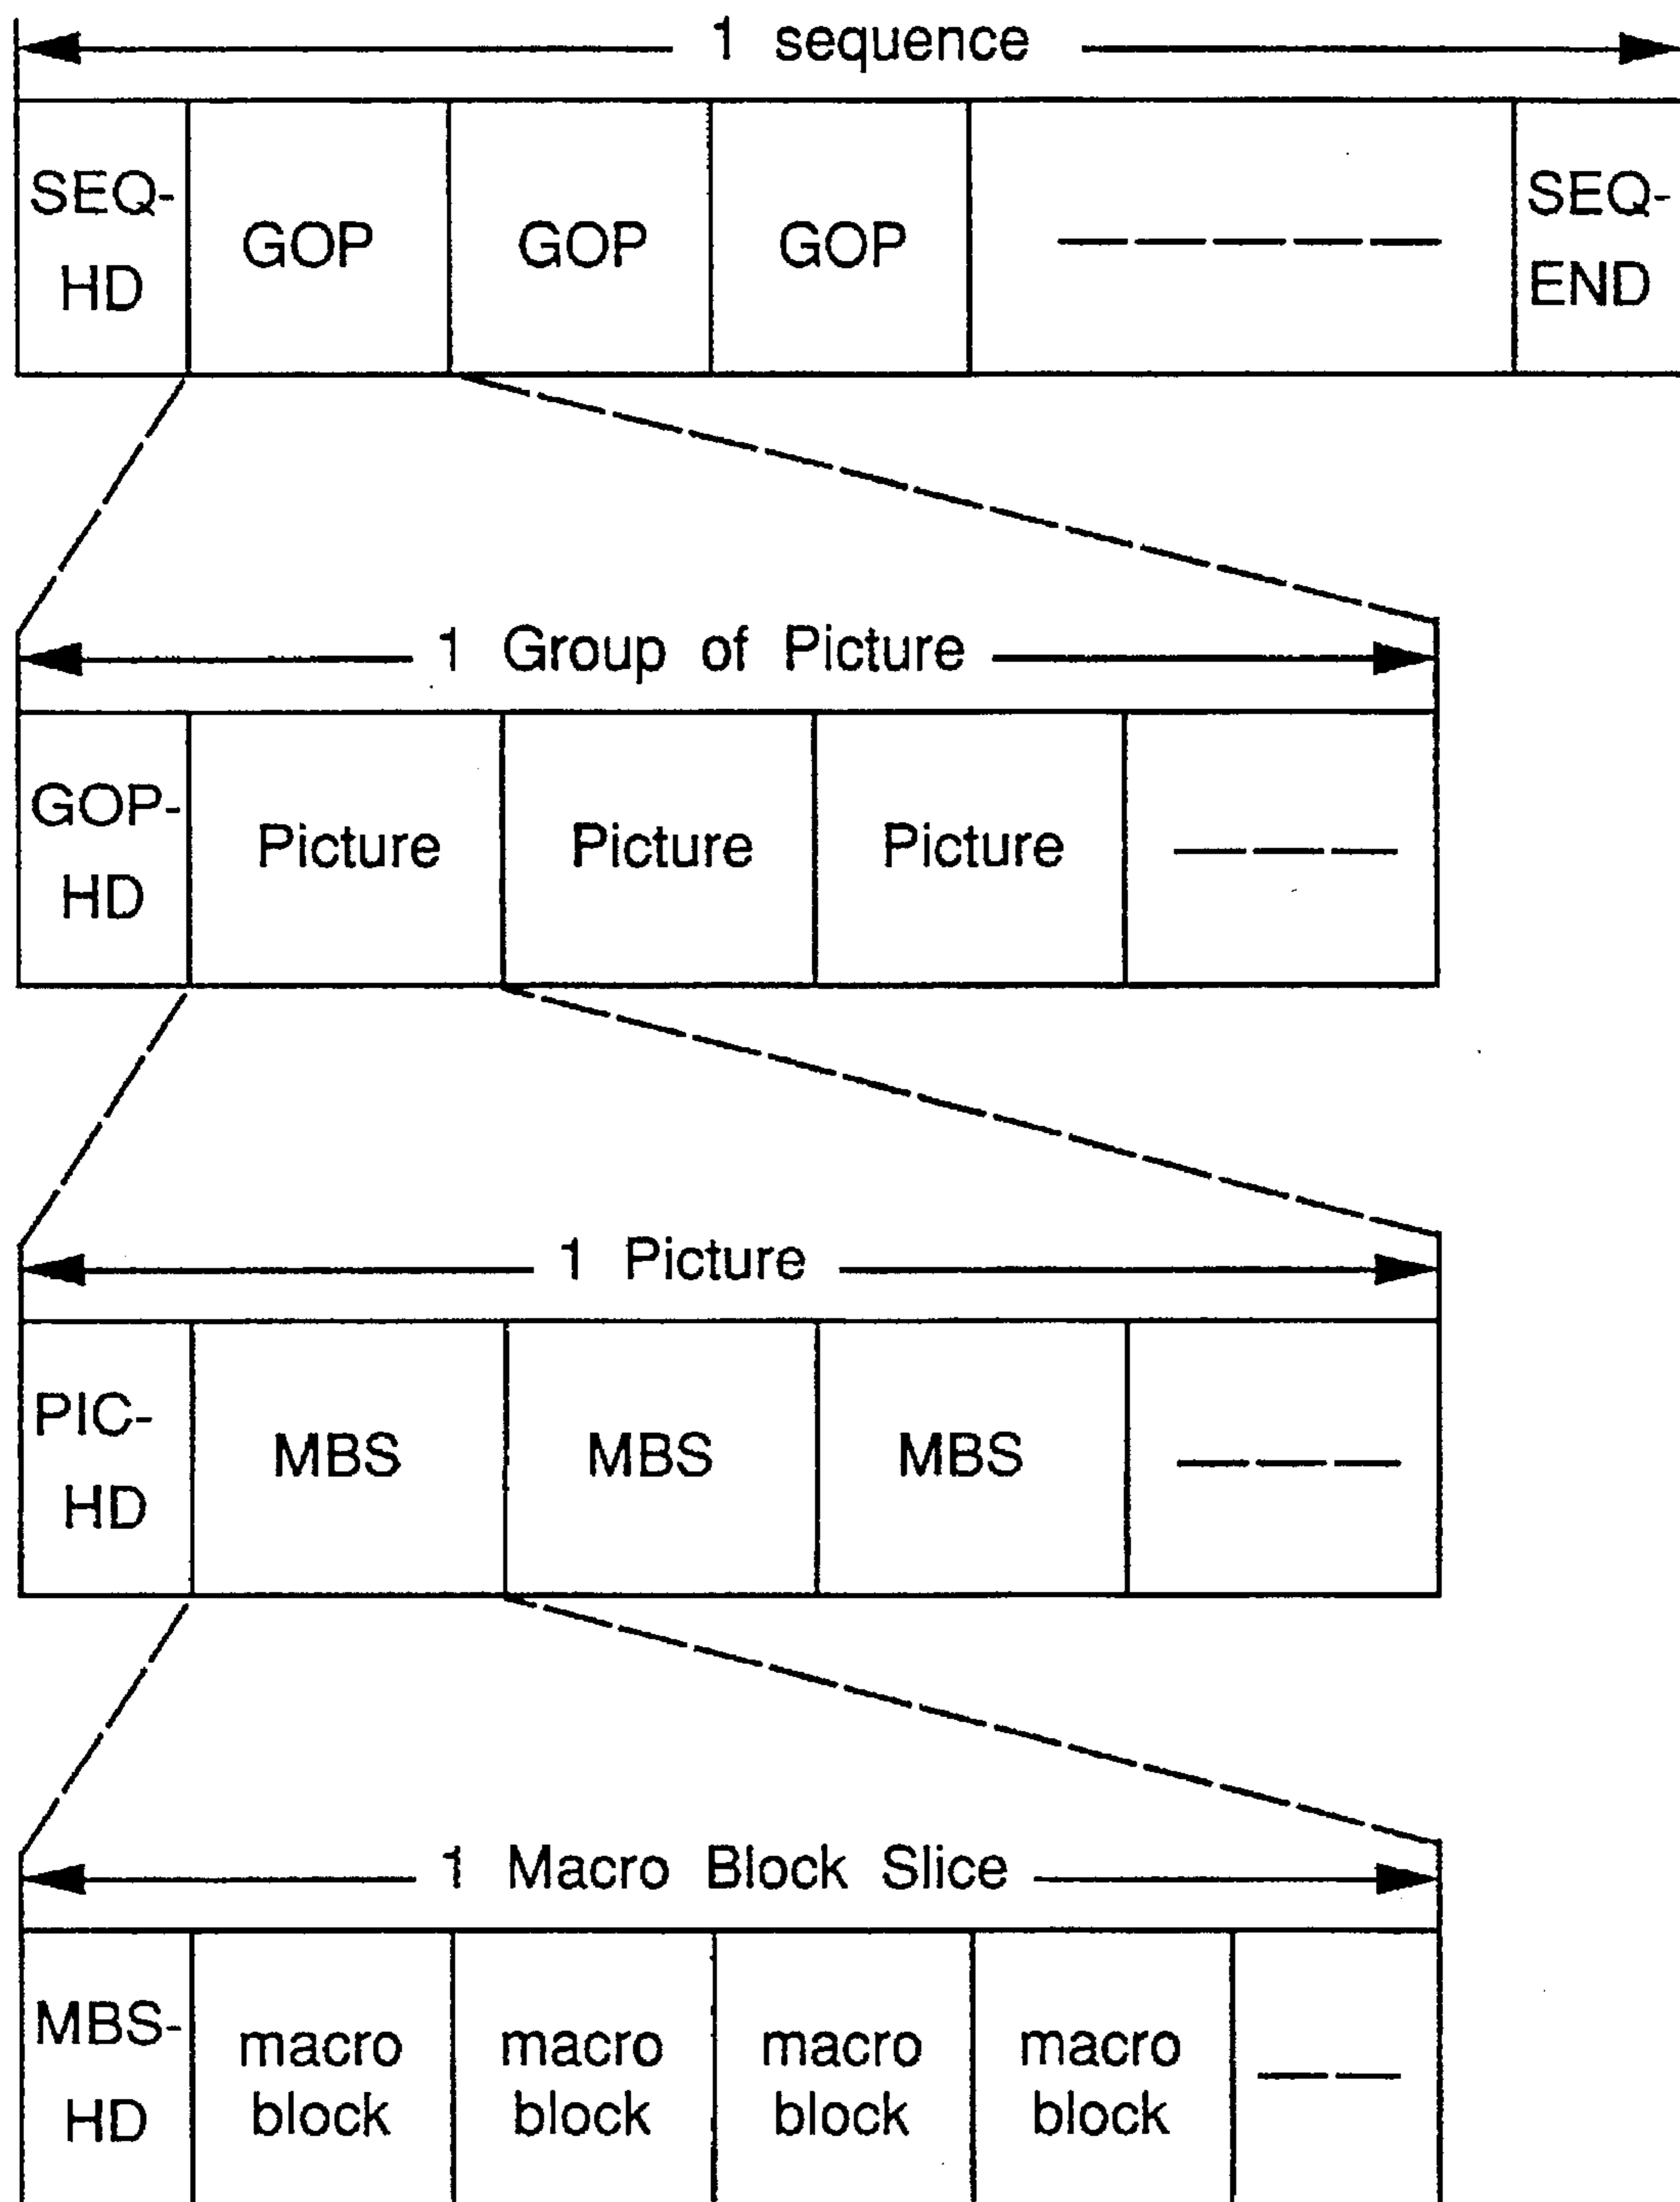 1 sequence
SEQ-
HD
GOP
GOP
GOP
SEQ-
END
1 Group of Picture
GOP-
HD
Picture
Picture
Picture
1 Picture
PIC-
HD
MBS
MBS
MBS
1 Macro Block Slice
MBS-
HD
macro
block
macro
block
macro
block
macro
block